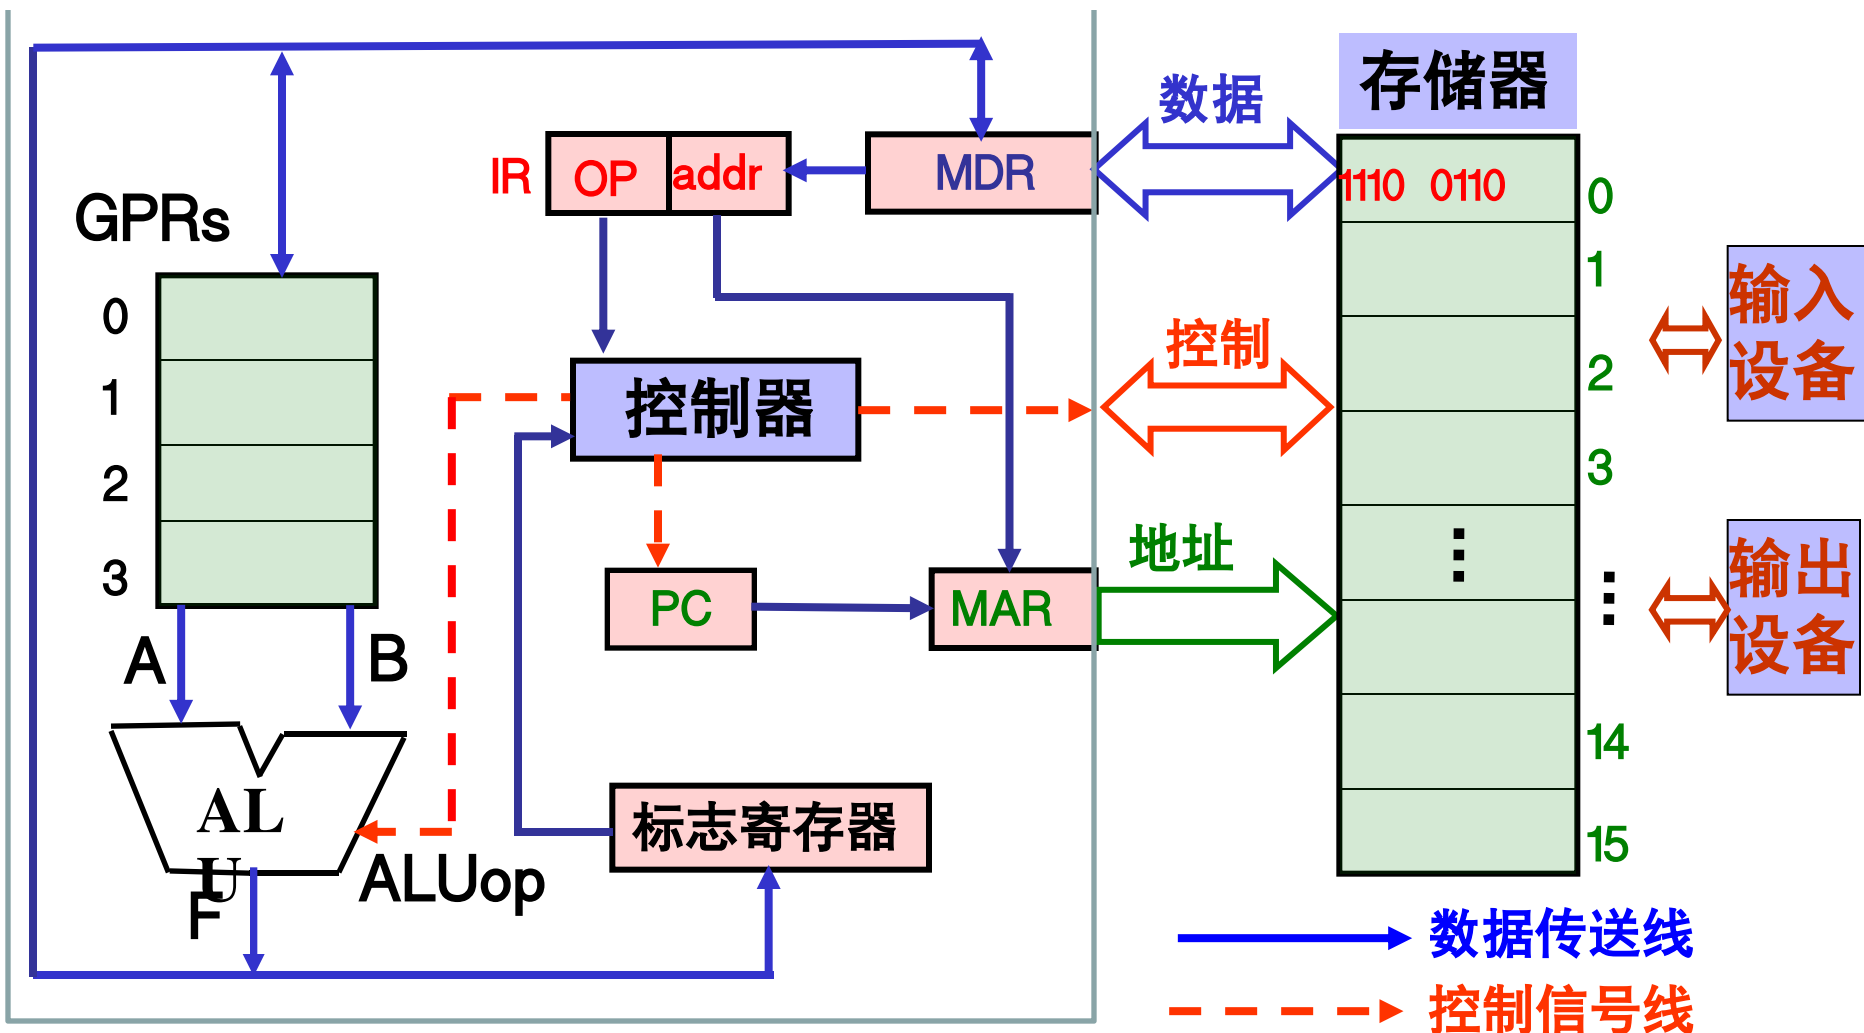 存储器
数据
IR
OP
addr
MDR
1110 0110
0
GPRs
1
输入
设备
0
控制
2
1
控制器
2
3
地址
输出
设备
3
PC
MAR
A
B
14
AL
U
标志寄存器
15
ALUop
F
数据传送线
控制信号线